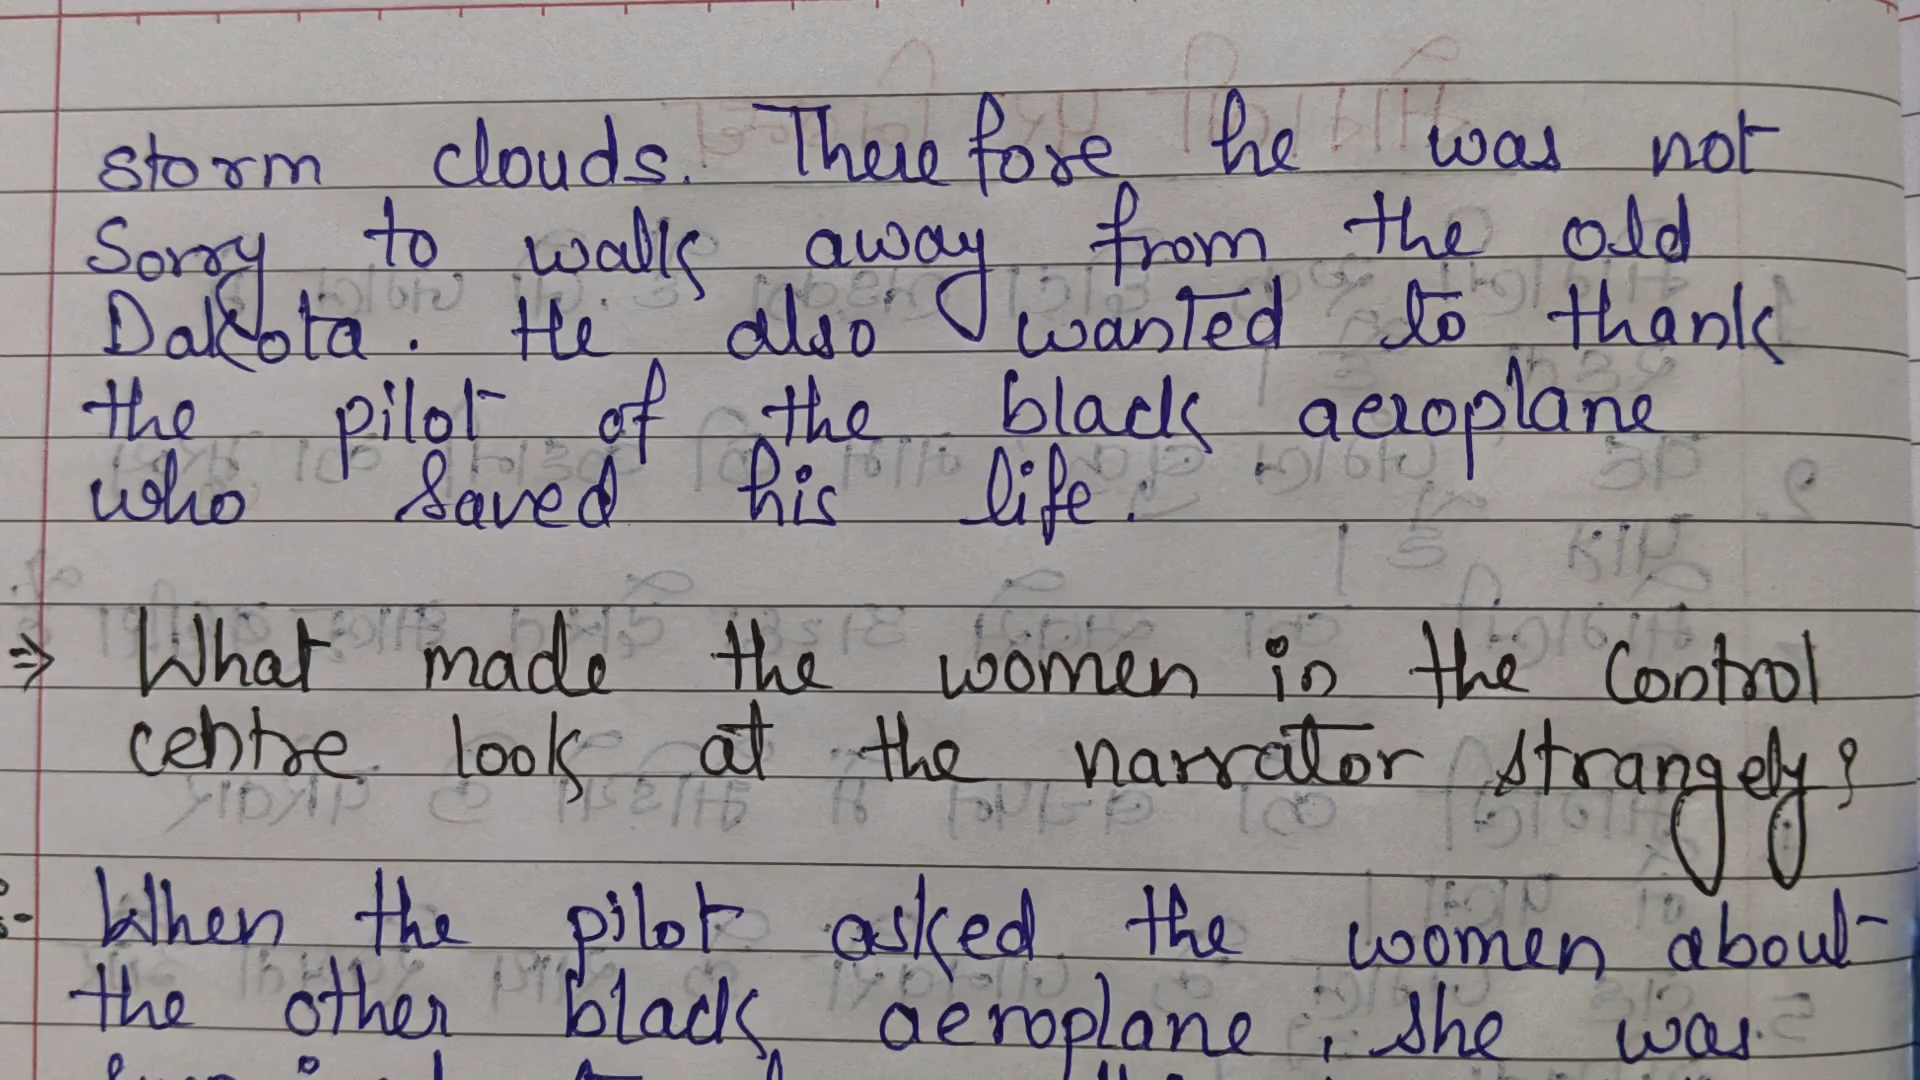 storm clouds. Therefore he was not
Sorry to walk away from the old
Dakota. He also wanted to thank
the pilot of the black aeroplane
who saved his life.
⇒ What made the women in the Control
centre look at the narrator strangely?
:- When the pilot asked the women about
the other black aeroplane, she was